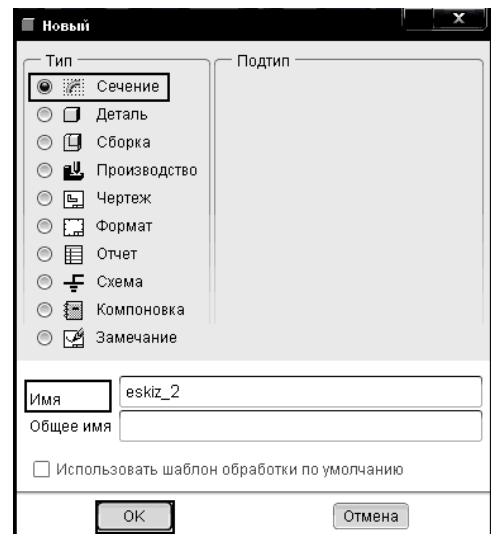 Новый
Тип
Подтип
Сечение
Деталь
Сборка
Производство
Чертеж
Формат
Отчет
Схема
Компоновка
Замечание
Имя eskiz_2
Общее имя
Использовать шаблон обработки по умолчанию
OK Отмена